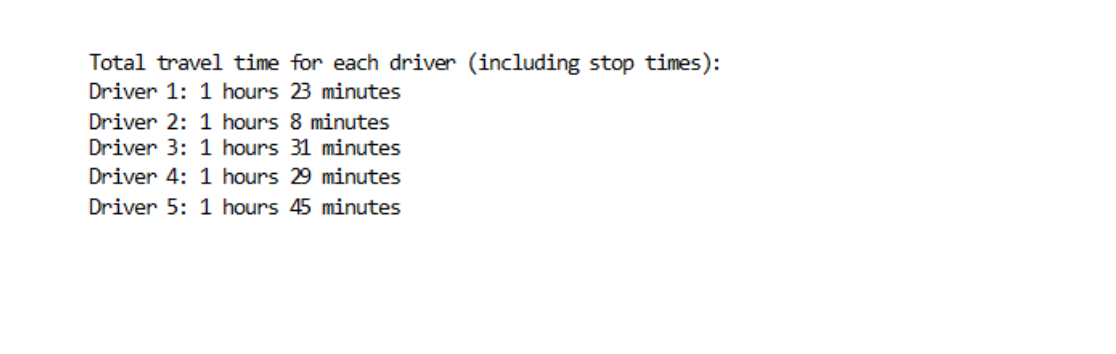 Total travel time for each driver (including stop times):
Driver 1: 1 hours 23 minutes
Driver 2: 1 hours 8 minutes
Driver 3: 1 hours 31 minutes
Driver 4: 1 hours 29 minutes
Driver 5: 1 hours 45 minutes